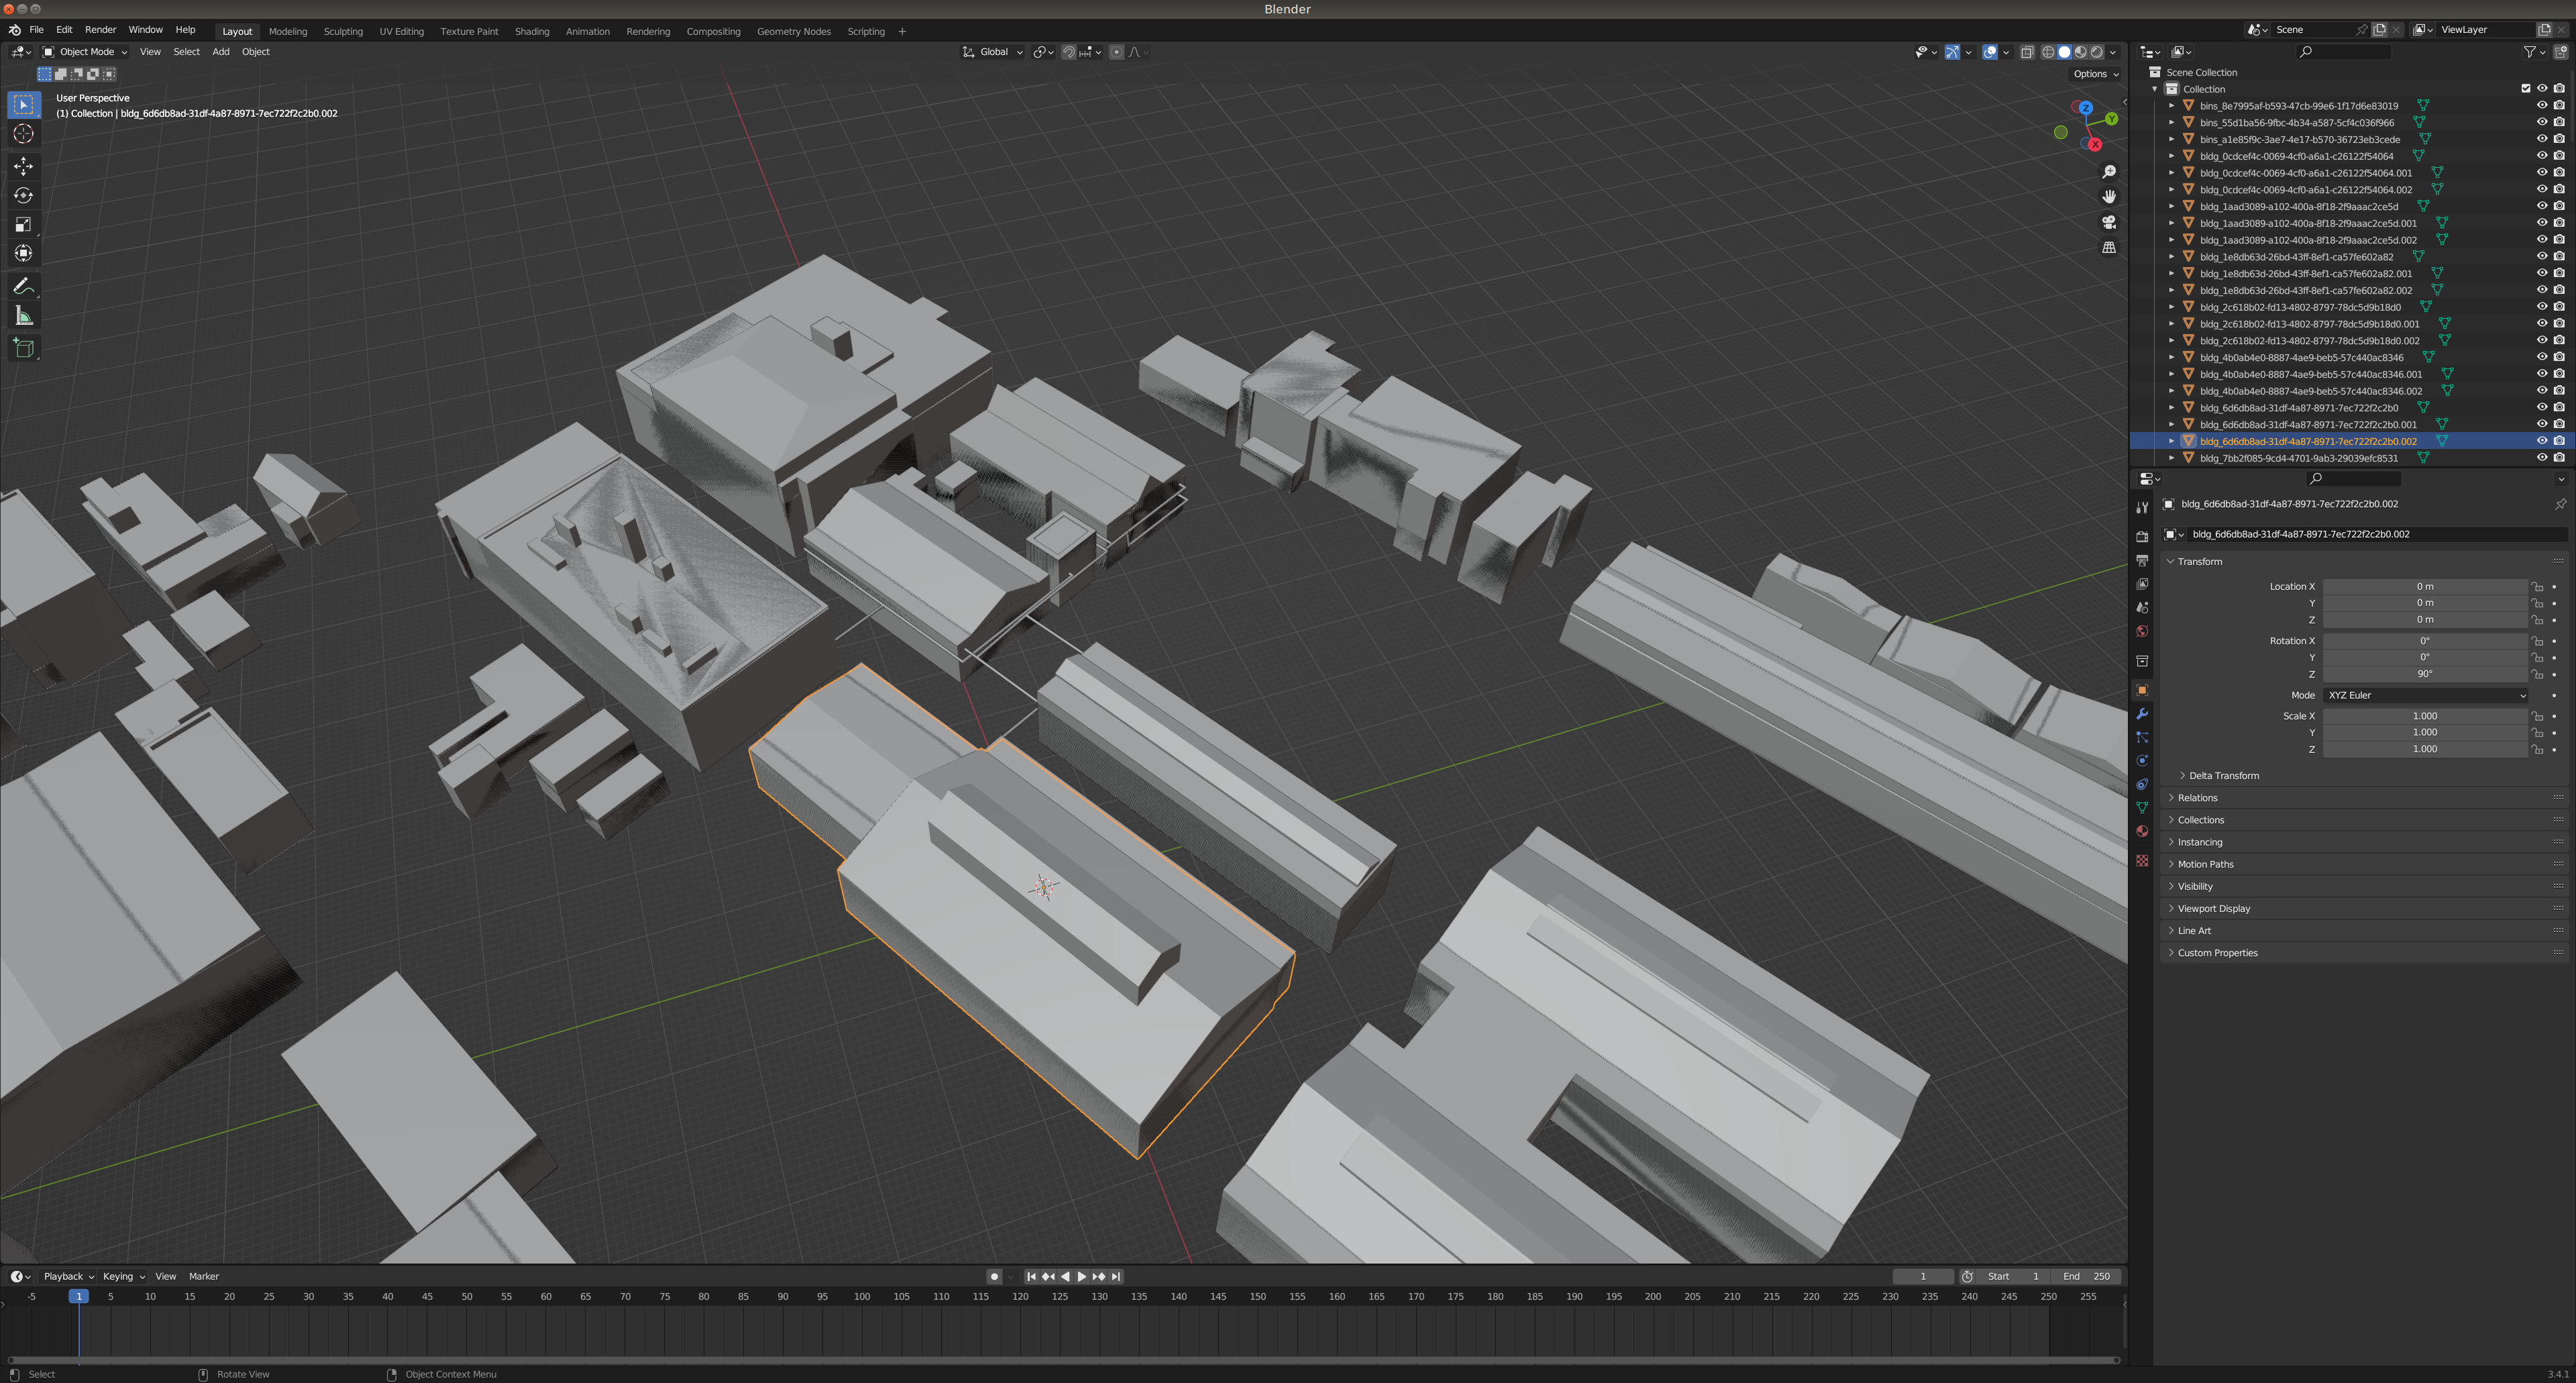 Blender
File Edit Render Window Help Layout Modeling Sculpting UV Editing Texture Paint Shading Animation Rendering Compositing Geometry Nodes Scripting + Scene ViewLayer
Object Mode View Select Add Object Global
Options
User Perspective
(1) Collection | bldg_6d6db8ad-31df-4a87-8971-7ec722f2c2b0.002
Z
Y
X
Scene Collection
Collection
bins_8e7995af-b593-47cb-99e6-1f17d6e83019
bins_55d1ba56-9fbc-4b34-a587-5cf4c036f966
bins_a1e85f9c-3ae7-4e17-b570-36723eb3cede
bldg_0cdcef4c-0069-4cf0-a6a1-c26122f54064
bldg_0cdcef4c-0069-4cf0-a6a1-c26122f54064.001
bldg_0cdcef4c-0069-4cf0-a6a1-c26122f54064.002
bldg_1aad3089-a102-400a-8f18-2f9aaac2ce5d
bldg_1aad3089-a102-400a-8f18-2f9aaac2ce5d.001
bldg_1aad3089-a102-400a-8f18-2f9aaac2ce5d.002
bldg_1e8db63d-26bd-43ff-8ef1-ca57fe602a82
bldg_1e8db63d-26bd-43ff-8ef1-ca57fe602a82.001
bldg_1e8db63d-26bd-43ff-8ef1-ca57fe602a82.002
bldg_2c618b02-fd13-4802-8797-78dc5d9b18d0
bldg_2c618b02-fd13-4802-8797-78dc5d9b18d0.001
bldg_2c618b02-fd13-4802-8797-78dc5d9b18d0.002
bldg_4b0ab4e0-8887-4ae9-beb5-57c440ac8346
bldg_4b0ab4e0-8887-4ae9-beb5-57c440ac8346.001
bldg_4b0ab4e0-8887-4ae9-beb5-57c440ac8346.002
bldg_6d6db8ad-31df-4a87-8971-7ec722f2c2b0
bldg_6d6db8ad-31df-4a87-8971-7ec722f2c2b0.001
bldg_6d6db8ad-31df-4a87-8971-7ec722f2c2b0.002
bldg_7bb2f085-9cd4-4701-9ab3-29039efc8531
bldg_6d6db8ad-31df-4a87-8971-7ec722f2c2b0.002
bldg_6d6db8ad-31df-4a87-8971-7ec722f2c2b0.002
Transform
Location X 0 m
Y 0 m
Z 0 m
Rotation X 0°
Y 0°
Z 90°
Mode XYZ Euler
Scale X 1.000
Y 1.000
Z 1.000
Delta Transform
Relations
Collections
Instancing
Motion Paths
Visibility
Viewport Display
Line Art
Custom Properties
Playback Keying View Marker 1 Start 1 End 250
-5 1 5 10 15 20 25 30 35 40 45 50 55 60 65 70 75 80 85 90 95 100 105 110 115 120 125 130 135 140 145 150 155 160 165 170 175 180 185 190 195 200 205 210 215 220 225 230 235 240 245 250 255
Select Rotate View Object Context Menu 3.4.1